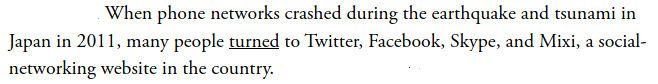 When phone networks crashed during the earthquake and tsunami in
Japan in 2011, many people turned to Twitter, Facebook, Skype, and Mixi, a social-
networking website in the country.